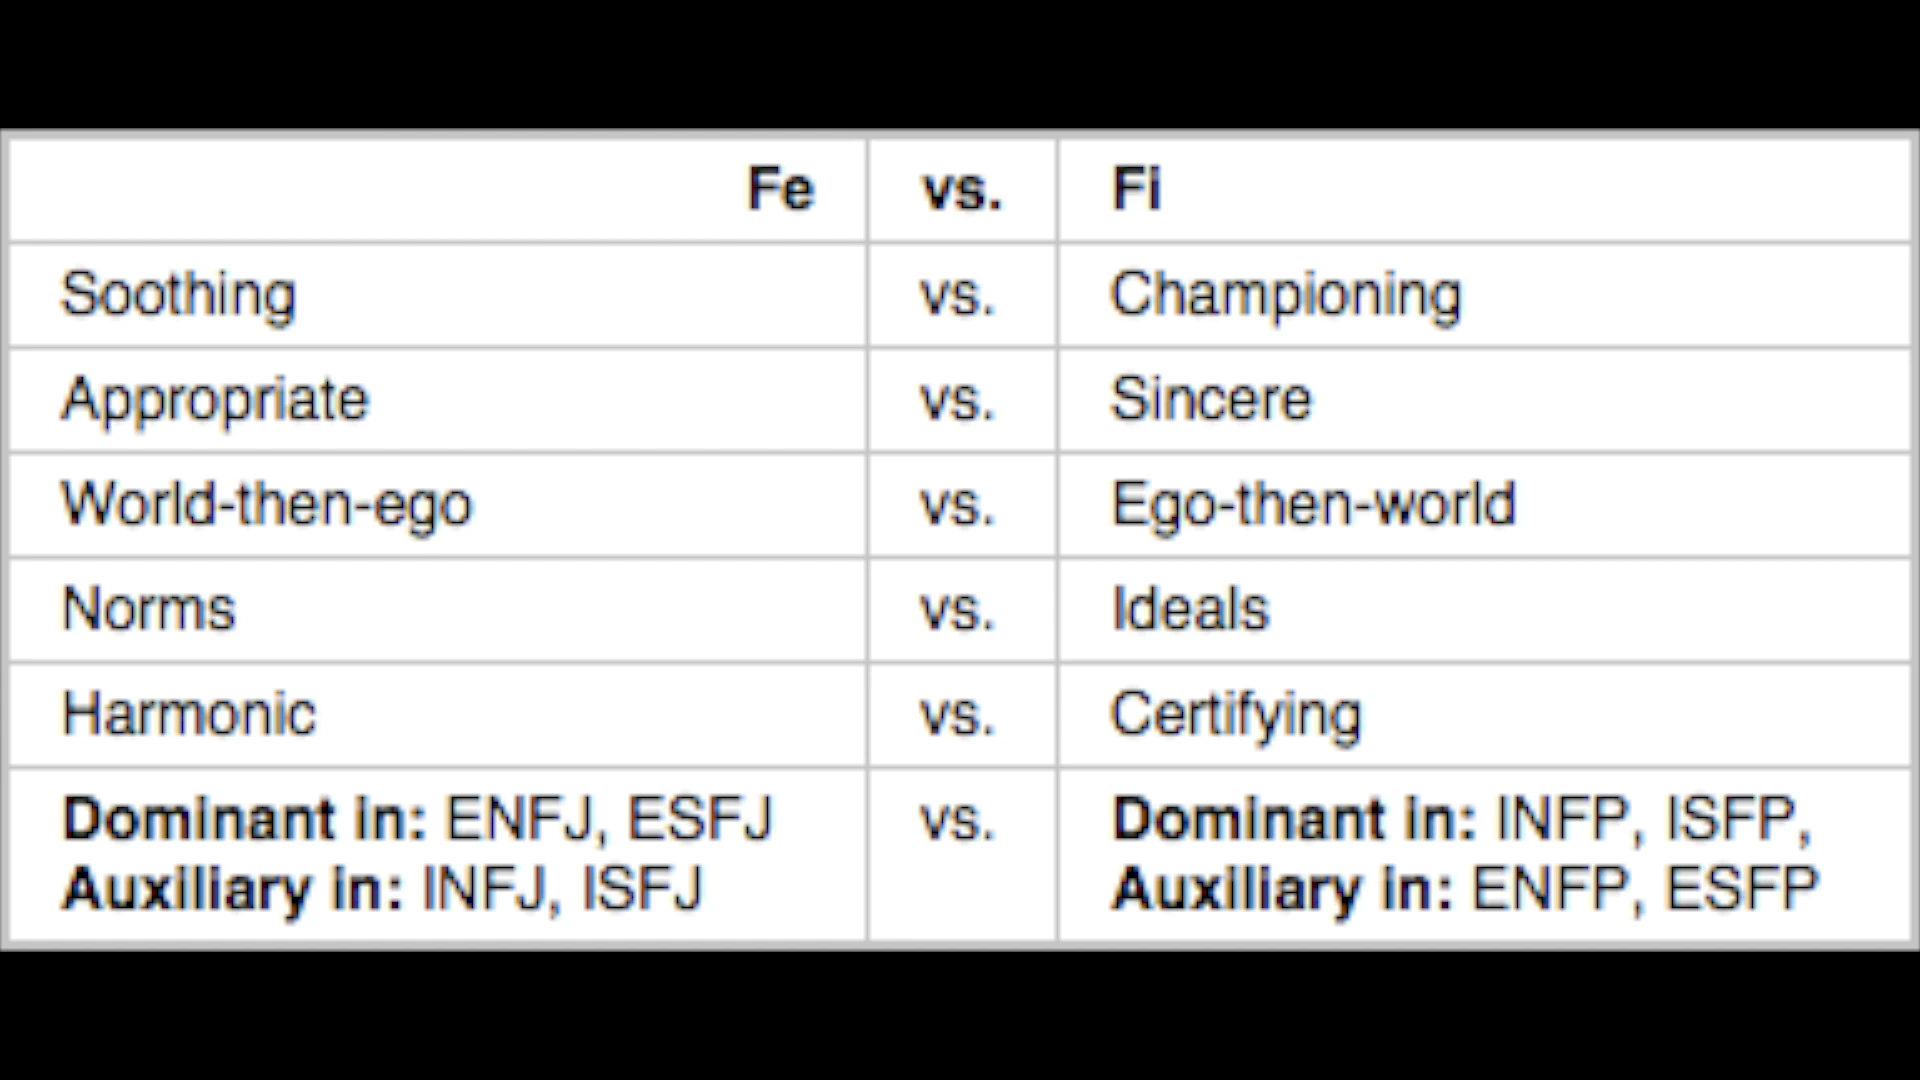 Fe vs. Fi
Soothing vs. Championing
Appropriate vs. Sincere
World-then-ego vs. Ego-then-world
Norms vs. Ideals
Harmonic vs. Certifying
Dominant in: ENFJ, ESFJ vs. Dominant in: INFP, ISFP,
Auxiliary in: INFJ, ISFJ Auxiliary in: ENFP, ESFP